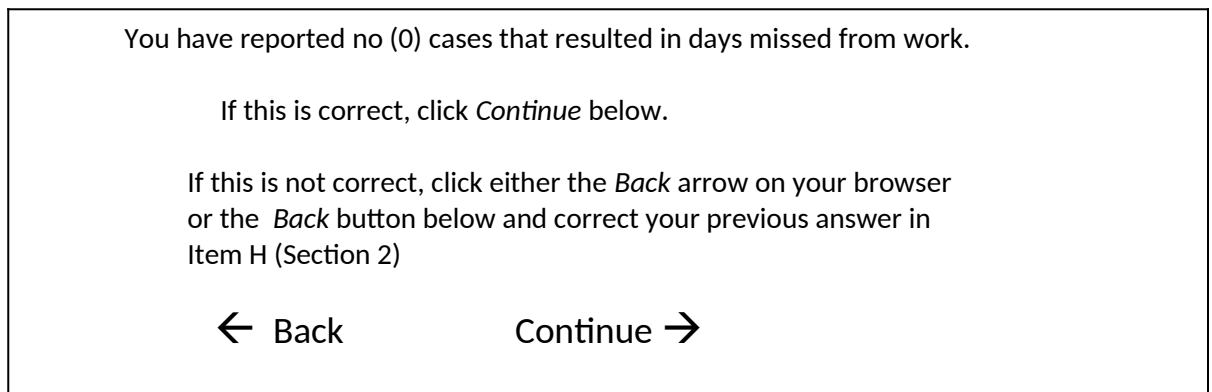 You have reported no (0) cases that resulted in days missed from work.
If this is correct, click Continue below.
If this is not correct, click either the Back arrow on your browser
or the Back button below and correct your previous answer in
Item H (Section 2)
← Back Continue →